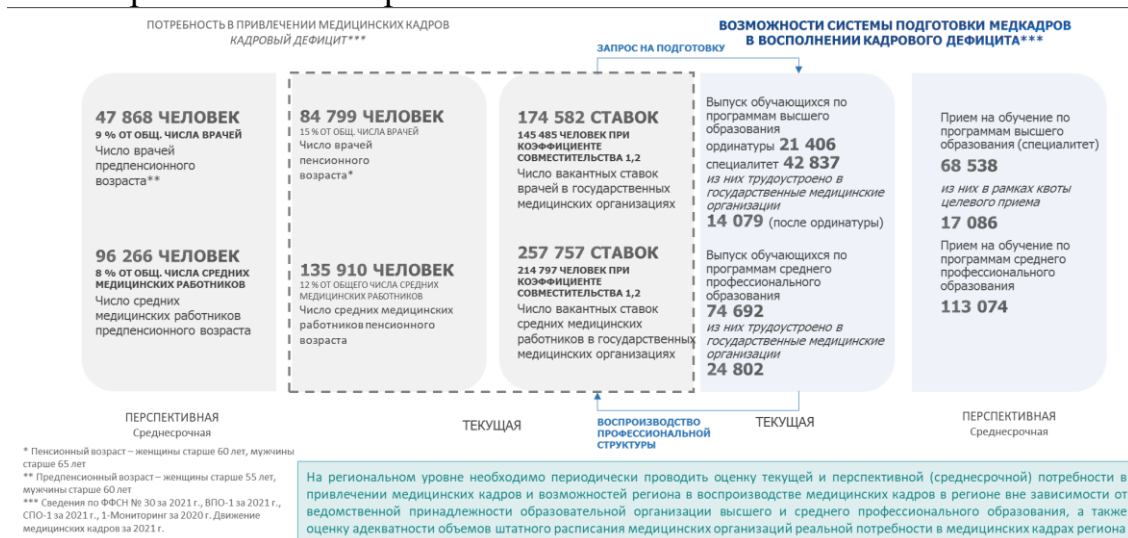 ПОТРЕБНОСТЬ В ПРИВЛЕЧЕНИИ МЕДИЦИНСКИХ КАДРОВ
КАДРОВЫЙ ДЕФИЦИТ***
ВОЗМОЖНОСТИ СИСТЕМЫ ПОДГОТОВКИ МЕДКАДРОВ
В ВОСПОЛНЕНИИ КАДРОВОГО ДЕФИЦИТА***
ЗАПРОС НА ПОДГОТОВКУ
47 868 ЧЕЛОВЕК
9 % ОТ ОБЩ. ЧИСЛА ВРАЧЕЙ
Число врачей
предпенсионного
возраста**
96 266 ЧЕЛОВЕК
8 % ОТ ОБЩ. ЧИСЛА СРЕДНИХ
МЕДИЦИНСКИХ РАБОТНИКОВ
Число средних
медицинских работников
предпенсионного возраста
84 799 ЧЕЛОВЕК
15 % ОТ ОБЩ. ЧИСЛА ВРАЧЕЙ
Число врачей
пенсионного
возраста*
135 910 ЧЕЛОВЕК
12 % ОТ ОБЩЕГО ЧИСЛА СРЕДНИХ
МЕДИЦИНСКИХ РАБОТНИКОВ
Число средних медицинских
работников пенсионного
возраста
174 582 СТАВОК
145 485 ЧЕЛОВЕК ПРИ
КОЭФФИЦИЕНТЕ
СОВМЕСТИТЕЛЬСТВА 1,2
Число вакантных ставок
врачей в государственных
медицинских организациях
257 757 СТАВОК
214 797 ЧЕЛОВЕК ПРИ
КОЭФФИЦИЕНТЕ
СОВМЕСТИТЕЛЬСТВА 1,2
Число вакантных ставок
средних медицинских
работников в государственных
медицинских организациях
Выпуск обучающихся по
программам высшего
образования
ординатуры 21 406
специалитет 42 837
из них трудоустроено в
государственные медицинские
организации
14 079 (после ординатуры)
Выпуск обучающихся по
программам среднего
профессионального
образования
74 692
из них трудоустроено в
государственные медицинские
организации
24 802
Прием на обучение по
программам высшего
образования (специалитет)
68 538
из них в рамках квоты
целевого приема
17 086
Прием на обучение по
программам среднего
профессионального
образования
113 074
ПЕРСПЕКТИВНАЯ
Среднесрочная
ТЕКУЩАЯ
ВОСПРОИЗВОДСТВО
ПРОФЕССИОНАЛЬНОЙ
СТРУКТУРЫ
ТЕКУЩАЯ
ПЕРСПЕКТИВНАЯ
Среднесрочная
* Пенсионный возраст – женщины старше 60 лет, мужчины
старше 65 лет
** Предпенсионный возраст – женщины старше 55 лет,
мужчины старше 60 лет
*** Сведения по ФФСН № 30 за 2021 г., ВПО-1 за 2021 г.,
СПО-1 за 2021 г., 1-Мониторинг за 2020 г. Движение
медицинских кадров за 2021 г.
На региональном уровне необходимо периодически проводить оценку текущей и перспективной (среднесрочной) потребности в
привлечении медицинских кадров и возможностей региона в воспроизводстве медицинских кадров в регионе вне зависимости от
ведомственной принадлежности образовательной организации высшего и среднего профессионального образования, а также
оценку адекватности объемов штатного расписания медицинских организаций реальной потребности в медицинских кадрах региона